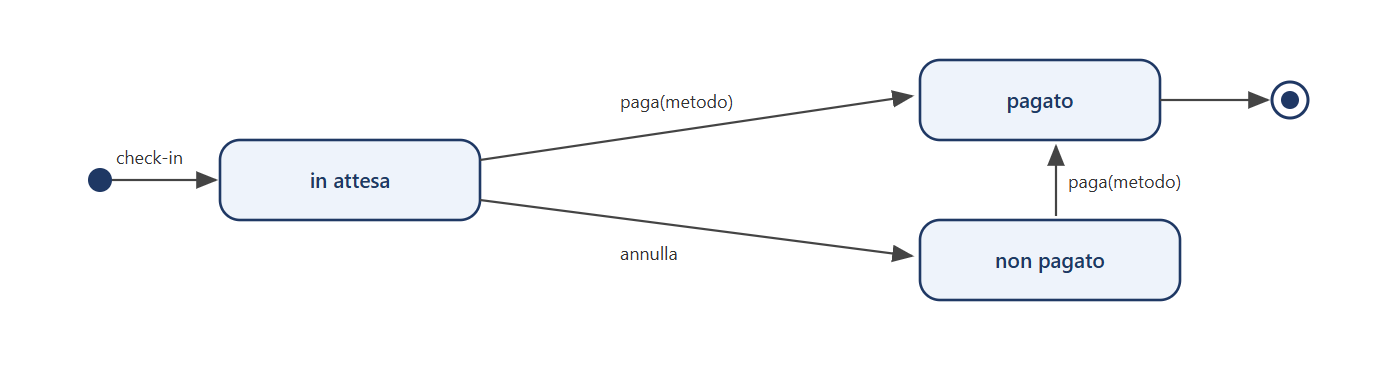 check-in
in attesa
paga(metodo)
annulla
pagato
paga(metodo)
non pagato